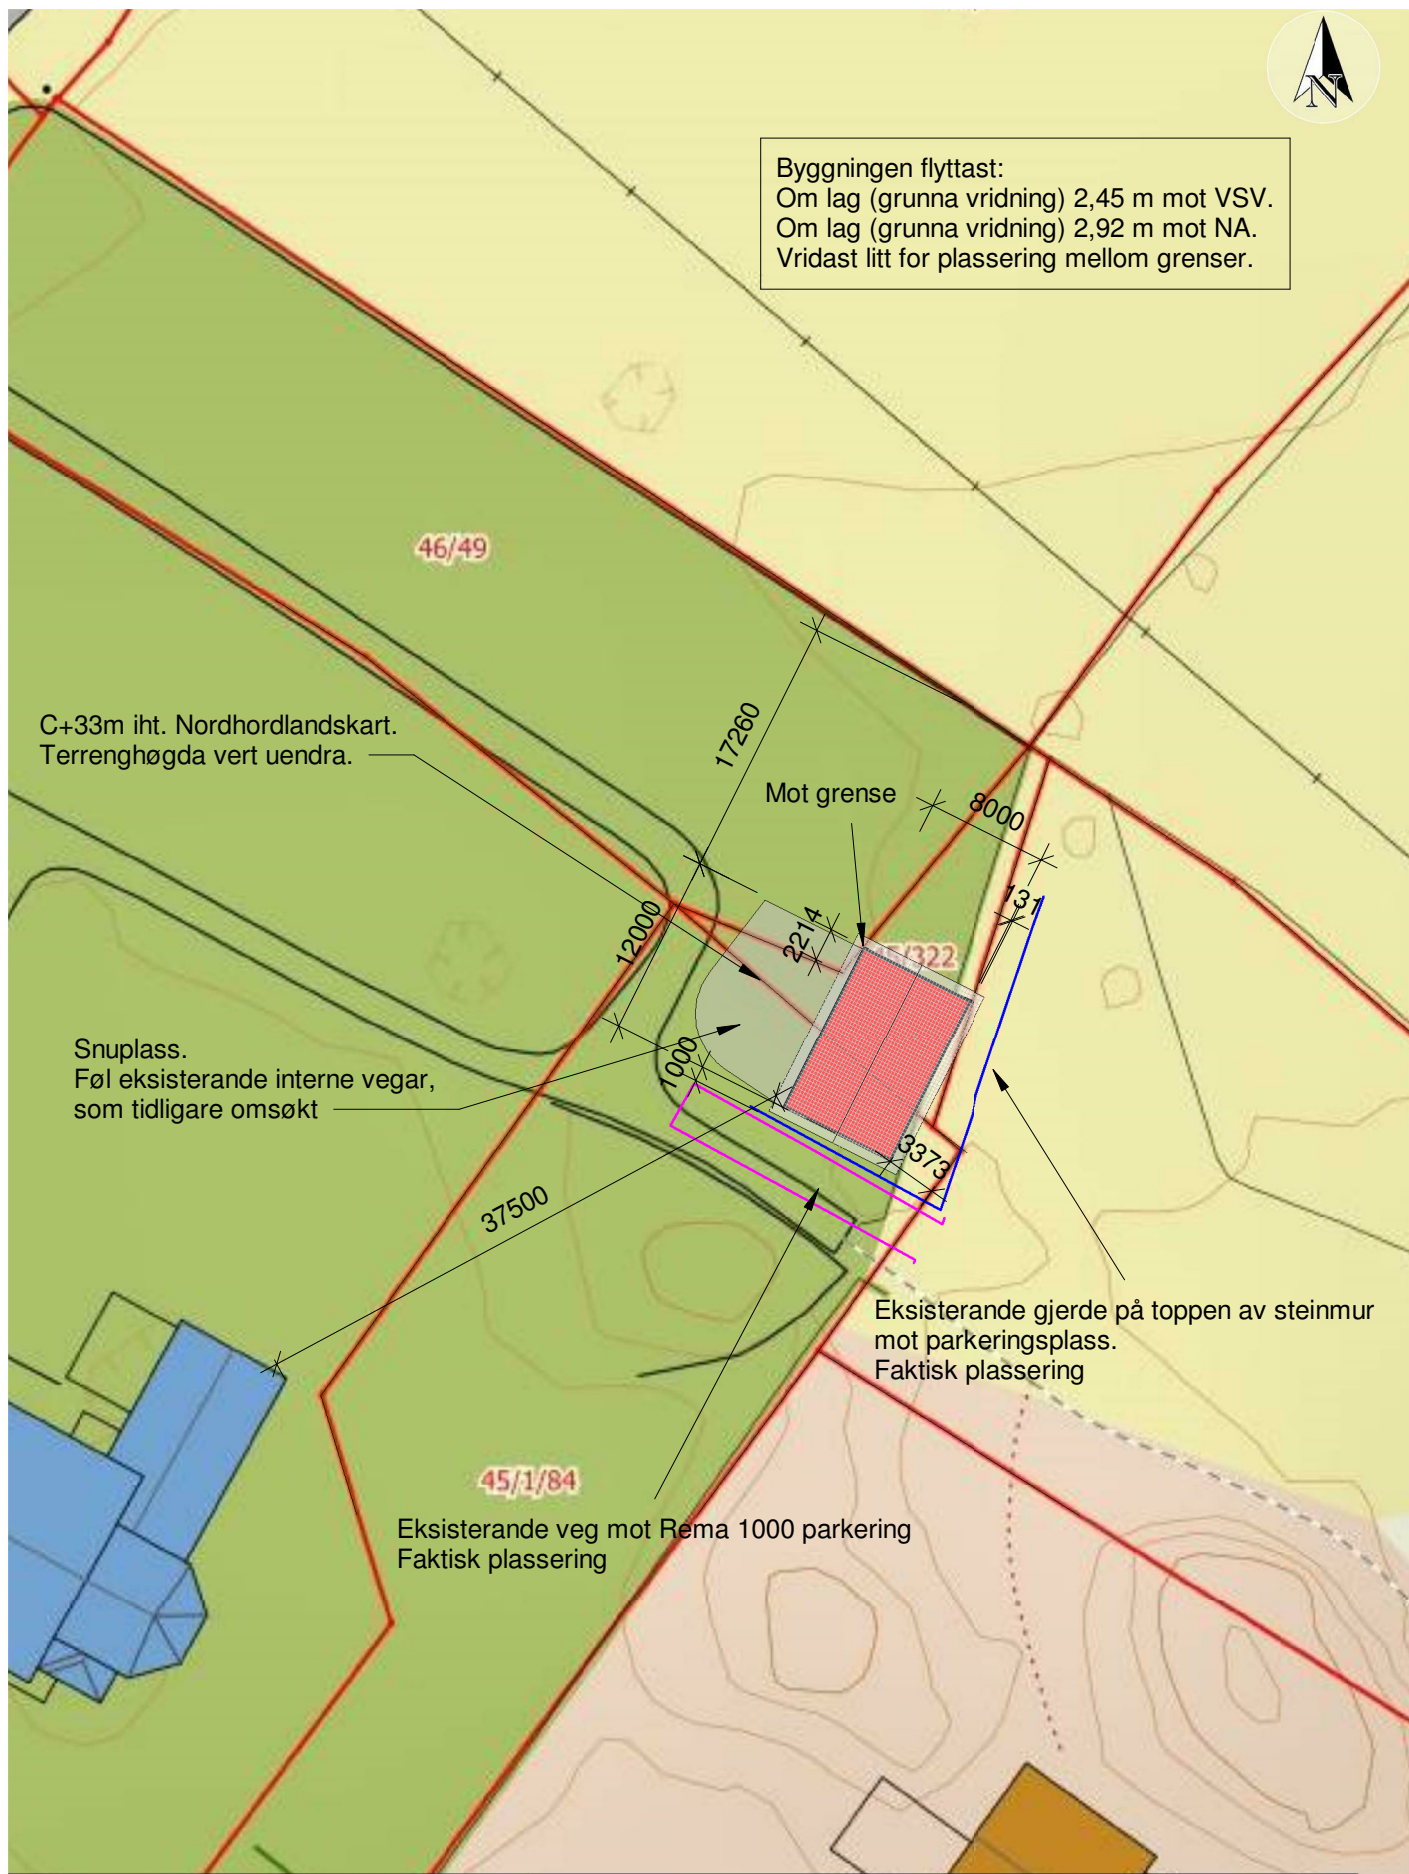 N
Byggningen flyttast:
Om lag (grunna vridning) 2,45 m mot VSV.
Om lag (grunna vridning) 2,92 m mot NA.
Vridast litt for plassering mellom grenser.
46/49
C+33m iht. Nordhordlandskart.
Terrenghøgda vert uendra.
17260
Mot grense
8000
131
12000
2214
/322
Snuplass.
Føl eksisterande interne vegar,
som tidligare omsøkt
1000
3373
37500
Eksisterande gjerde på toppen av steinmur
mot parkeringsplass.
Faktisk plassering
45/1/84
Eksisterande veg mot Rema 1000 parkering
Faktisk plassering